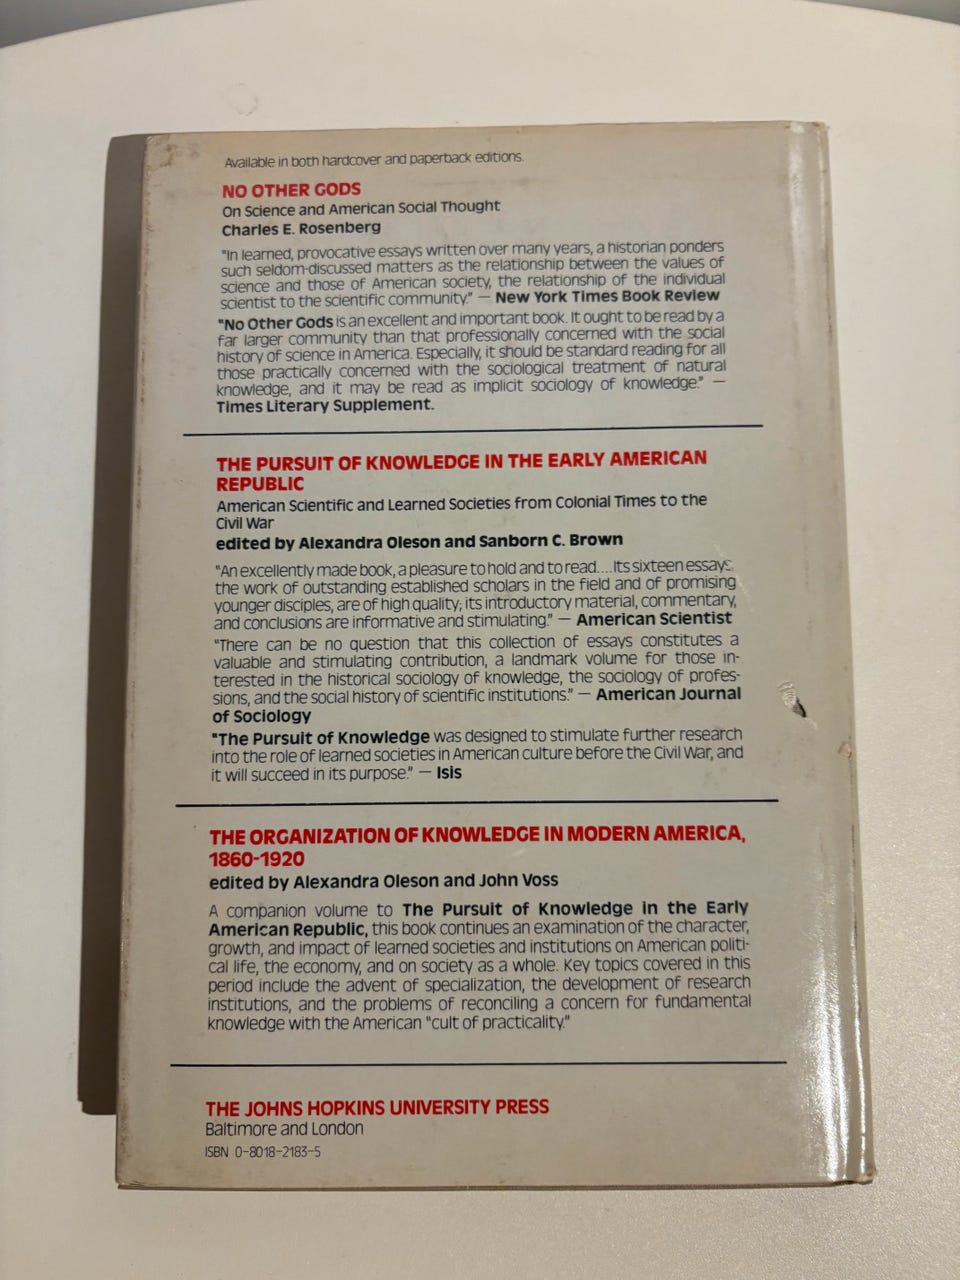 Available in both hardcover and paperback editions.
NO OTHER GODS
On Science and American Social Thought
Charles E. Rosenberg
"In learned, provocative essays written over many years, a historian ponders
such seldom-discussed matters as the relationship between the values of
science and those of American society, the relationship of the individual
scientist to the scientific community." — New York Times Book Review
"No Other Gods is an excellent and important book. It ought to be read by a
far larger community than that professionally concerned with the social
history of science in America. Especially, it should be standard reading for all
those practically concerned with the sociological treatment of natural
knowledge, and it may be read as implicit sociology of knowledge." —
Times Literary Supplement.
THE PURSUIT OF KNOWLEDGE IN THE EARLY AMERICAN
REPUBLIC
American Scientific and Learned Societies from Colonial Times to the
Civil War
edited by Alexandra Oleson and Sanborn C. Brown
"An excellently made book, a pleasure to hold and to read....Its sixteen essays,
the work of outstanding established scholars in the field and of promising
younger disciples, are of high quality; its introductory material, commentary,
and conclusions are informative and stimulating." — American Scientist
"There can be no question that this collection of essays constitutes a
valuable and stimulating contribution, a landmark volume for those in-
terested in the historical sociology of knowledge, the sociology of profes-
sions, and the social history of scientific institutions." — American Journal
of Sociology
"The Pursuit of Knowledge was designed to stimulate further research
into the role of learned societies in American culture before the Civil War, and
it will succeed in its purpose." — Isis
THE ORGANIZATION OF KNOWLEDGE IN MODERN AMERICA,
1860-1920
edited by Alexandra Oleson and John Voss
A companion volume to The Pursuit of Knowledge in the Early
American Republic, this book continues an examination of the character,
growth, and impact of learned societies and institutions on American politi-
cal life, the economy, and on society as a whole. Key topics covered in this
period include the advent of specialization, the development of research
institutions, and the problems of reconciling a concern for fundamental
knowledge with the American "cult of practicality."
THE JOHNS HOPKINS UNIVERSITY PRESS
Baltimore and London
ISBN 0-8018-2183-5